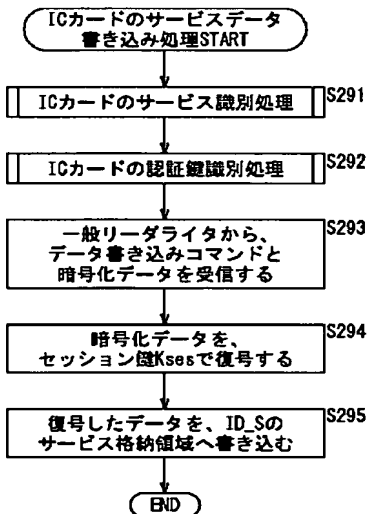 ICカードのサービスデータ
書き込み処理START
ICカードのサービス識別処理
S291
ICカードの認証鍵識別処理
S292
一般リーダライタから、
データ書き込みコマンドと
暗号化データを受信する
S293
暗号化データを、
セッション鍵Ksesで復号する
S294
復号したデータを、ID_Sの
サービス格納領域へ書き込む
S295
END